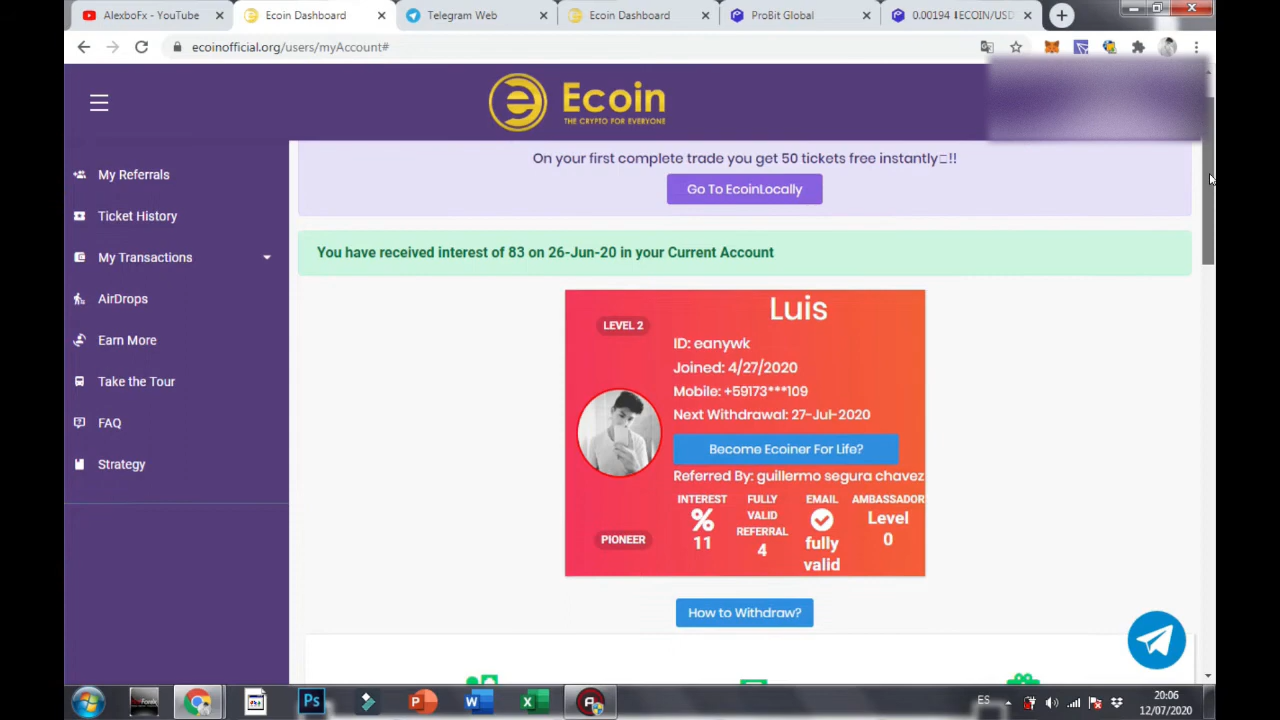 AlexboFx - YouTube
Ecoin Dashboard
Telegram Web
Ecoin Dashboard
ProBit Global
0.00194 ECOIN/USD
ecoinofficial.org/users/myAccount#
Ecoin
THE CRYPTO FOR EVERYONE
My Referrals
Ticket History
My Transactions
AirDrops
Earn More
Take the Tour
FAQ
Strategy
On your first complete trade you get 50 tickets free instantly□!!
Go To EcoinLocally
You have received interest of 83 on 26-Jun-20 in your Current Account
LEVEL 2
Luis
ID: eanywk
Joined: 4/27/2020
Mobile: +59173***109
Next Withdrawal: 27-Jul-2020
Become Ecoiner For Life?
Referred By: guillermo segura chavez
PIONEER
INTEREST
%
11
FULLY
VALID
REFERRAL
4
EMAIL
fully
valid
AMBASSADOR
Level
0
How to Withdraw?
ES
20:06
12/07/2020